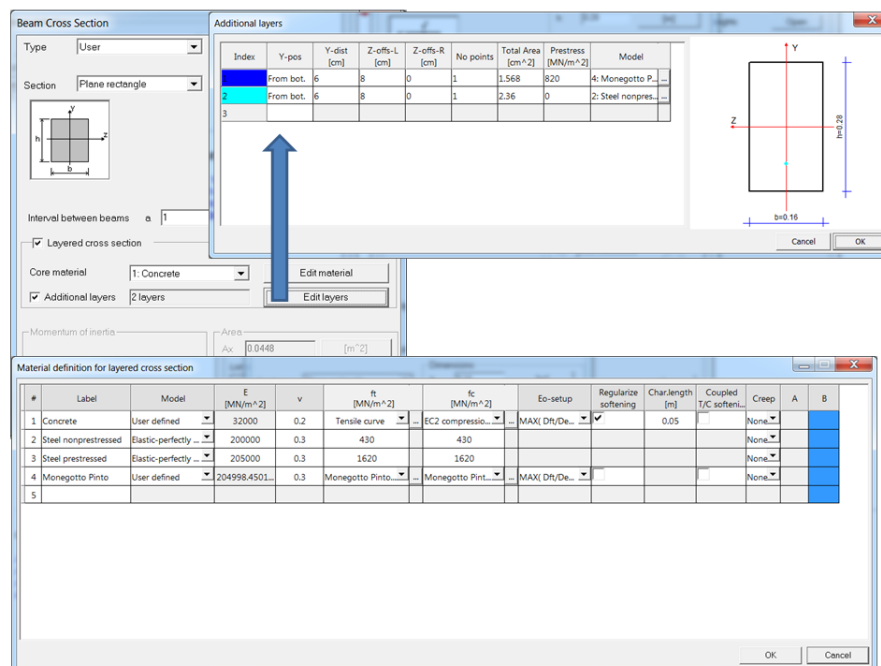 Beam Cross Section
Type User
Section Plane rectangle
y
h
z
b
Interval between beams a 1
Layered cross section
Core material 1: Concrete Edit material
Additional layers 2 layers Edit layers
Momentum of inertia
Area
Ax 0.0448 [m^2]
Additional layers
Index Y-pos Y-dist [cm] Z-offs-L [cm] Z-offs-R [cm] No points Total Area [cm^2] Prestress [MN/m^2] Model
From bot. 6 8 0 1 1.568 820 4: Monegotto P... ...
2 From bot. 6 8 0 1 2.36 0 2: Steel nonpres... ...
3
Y
Z
h=0.28
b=0.16
Cancel OK
Material definition for layered cross section
# Label Model E [MN/m^2] v ft [MN/m^2] fc [MN/m^2] Eo-setup Regularize softening Char.length [m] Coupled T/C softeni... Creep A B
1 Concrete User defined 32000 0.2 Tensile curve ... EC2 compressio... ... MAX( Dft/De... 0.05 None
2 Steel nonprestressed Elastic-perfectly ... 200000 0.3 430 430 None
3 Steel prestressed Elastic-perfectly ... 205000 0.3 1620 1620 None
4 Monegotto Pinto User defined 204998.4501... 0.3 Monegotto Pinto... ... Monegotto Pint... ... MAX( Dft/De... None
5
OK Cancel